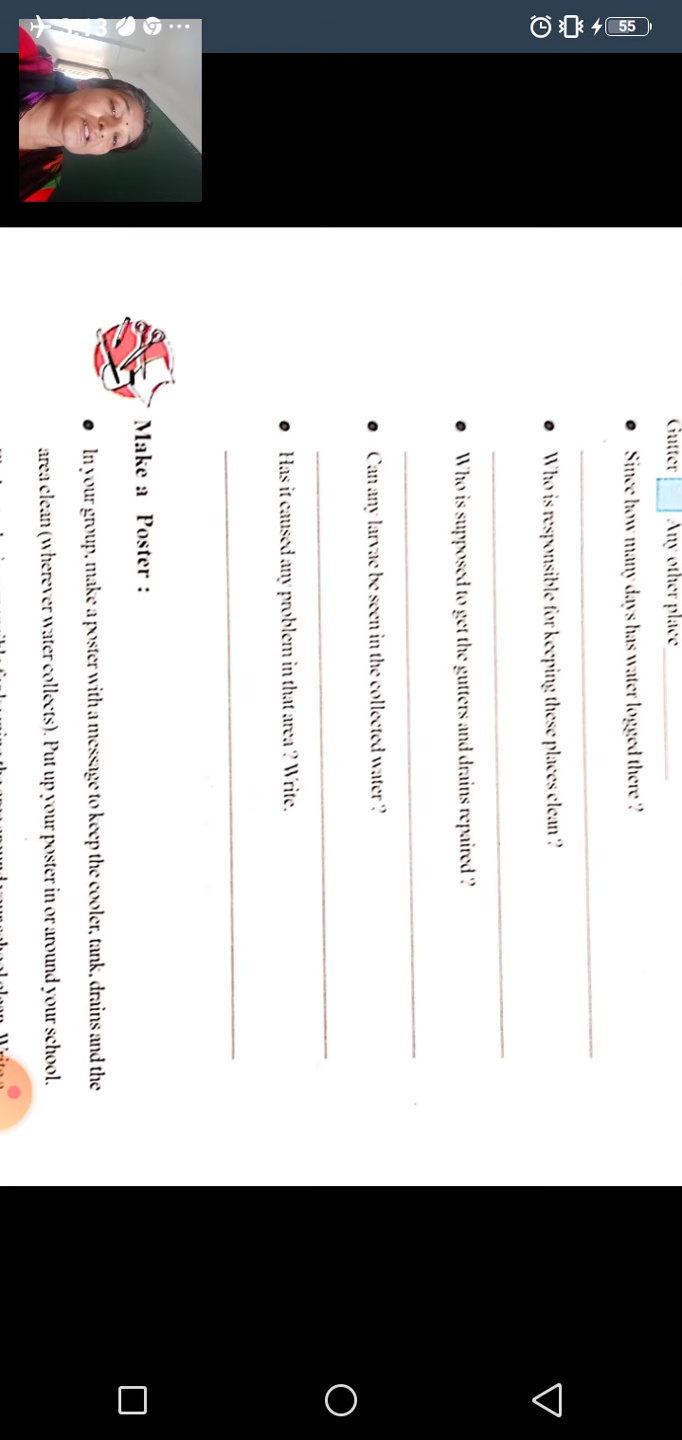 55
Gutter Any other place
Since how many days has water logged there ?
Who is responsible for keeping these places clean ?
Who is supposed to get the gutters and drains repaired ?
Can any larvae be seen in the collected water ?
Has it caused any problem in that area ? Write.
Make a Poster :
In your group, make a poster with a message to keep the cooler, tank, drains and the
area clean (wherever water collects). Put up your poster in or around your school.